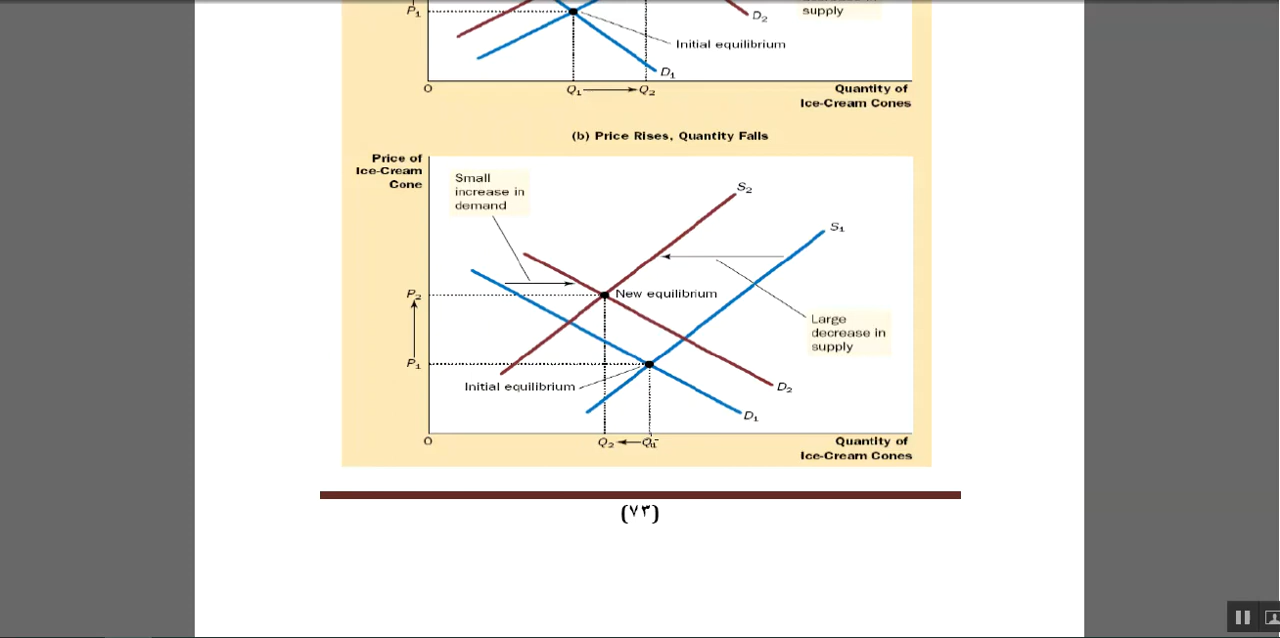 P₁
supply
D₂
Initial equilibrium
D₁
O
Q₁
Q₂
Quantity of
Ice-Cream Cones
(b) Price Rises, Quantity Falls
Price of
Ice-Cream
Cone
Small
increase in
demand
S₂
S₁
P₂
New equilibrium
Large
decrease in
supply
P₁
Initial equilibrium
D₂
D₁
O
Q₂
Q₁
Quantity of
Ice-Cream Cones
(٧٣)